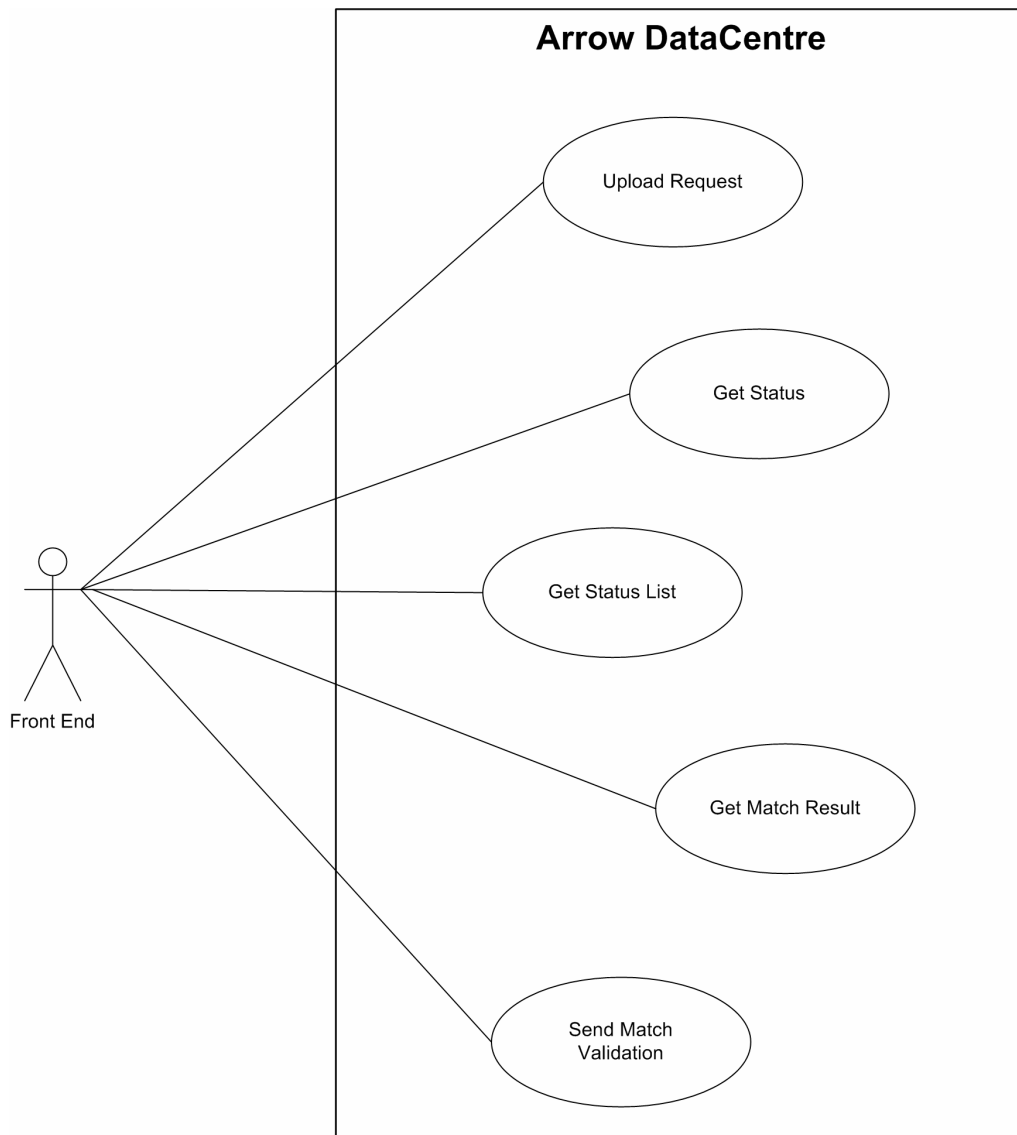 Arrow DataCentre
Upload Request
Get Status
Get Status List
Front End
Get Match Result
Send Match
Validation